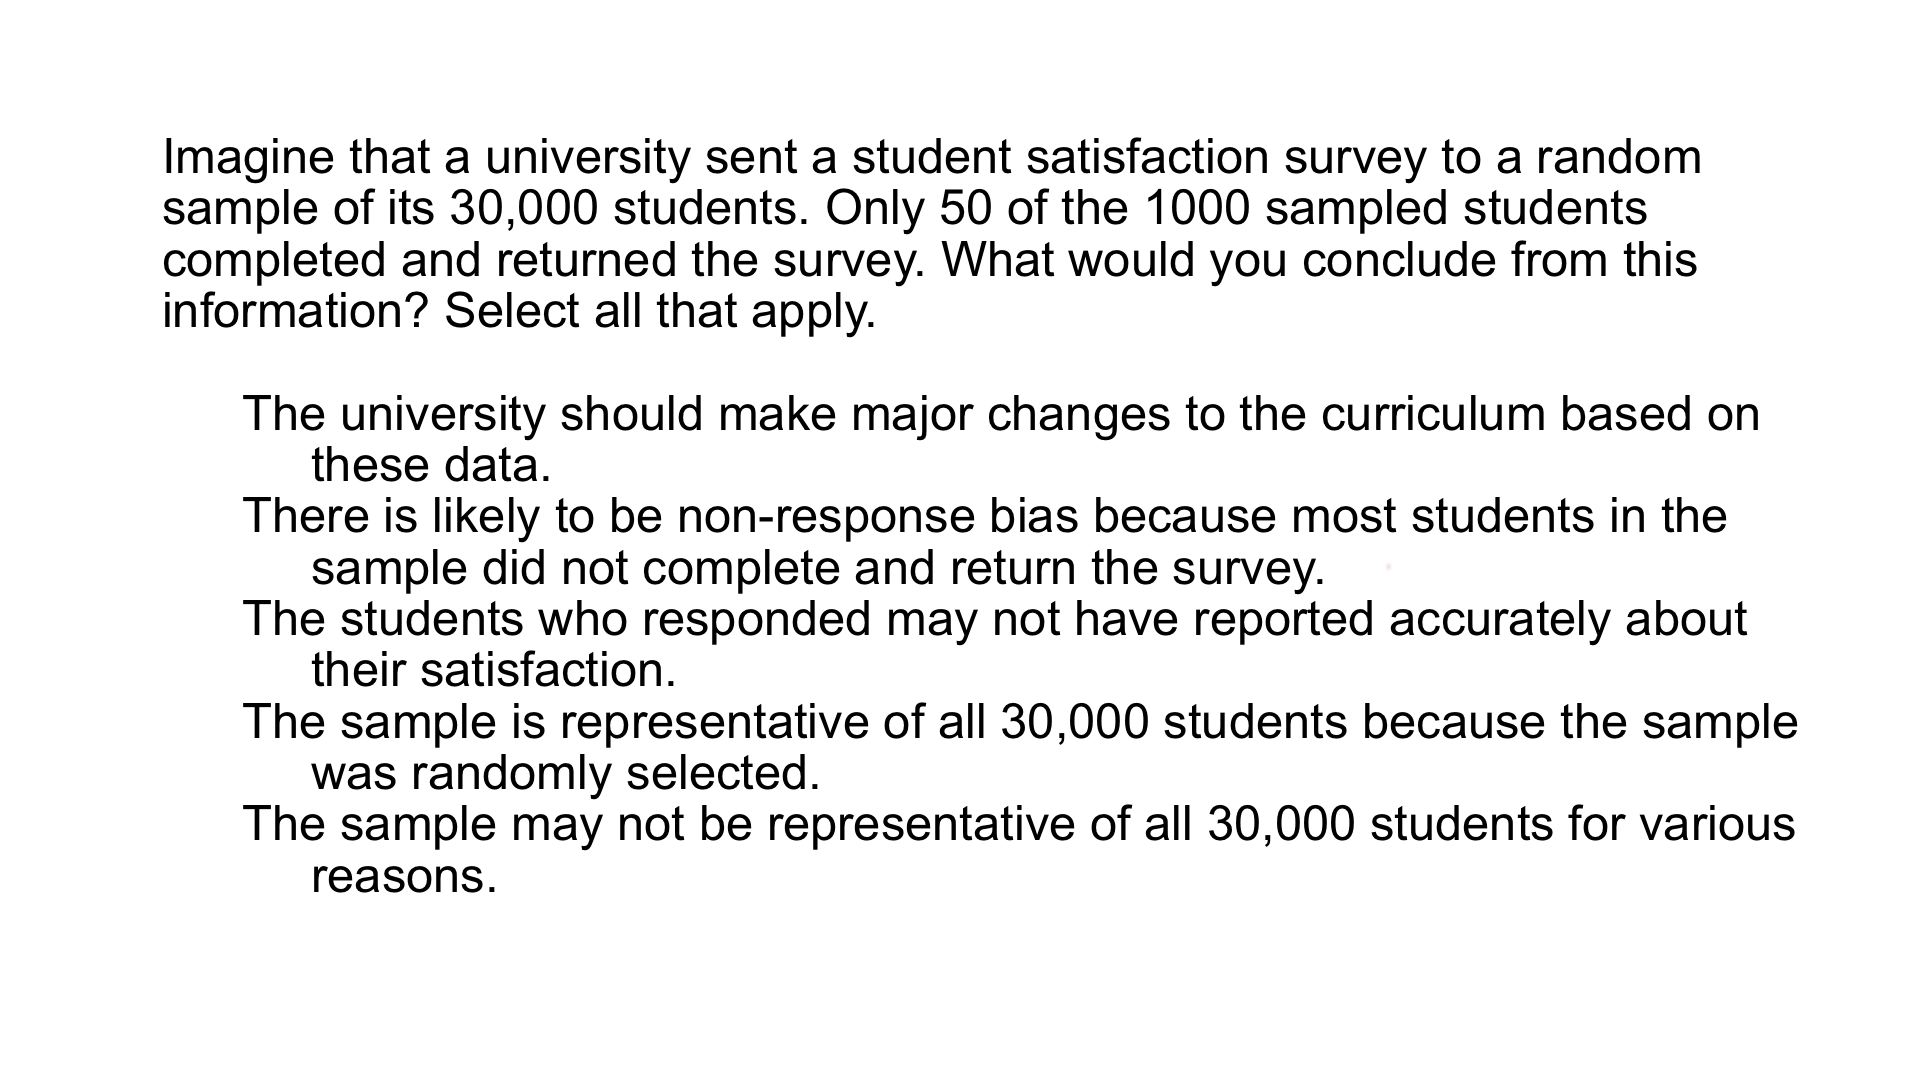 Imagine that a university sent a student satisfaction survey to a random
sample of its 30,000 students. Only 50 of the 1000 sampled students
completed and returned the survey. What would you conclude from this
information? Select all that apply.
The university should make major changes to the curriculum based on
these data.
There is likely to be non-response bias because most students in the
sample did not complete and return the survey.
The students who responded may not have reported accurately about
their satisfaction.
The sample is representative of all 30,000 students because the sample
was randomly selected.
The sample may not be representative of all 30,000 students for various
reasons.